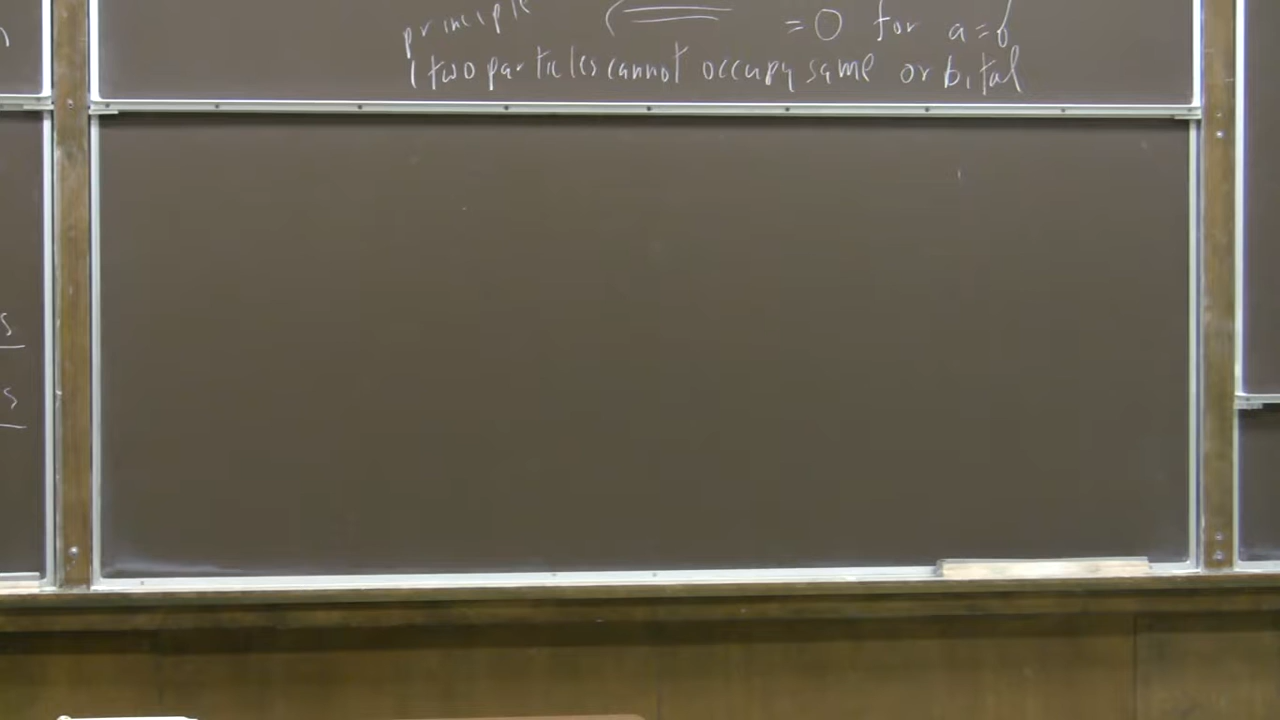 principle = 0 for a = b
two particles cannot occupy same orbital
s
s